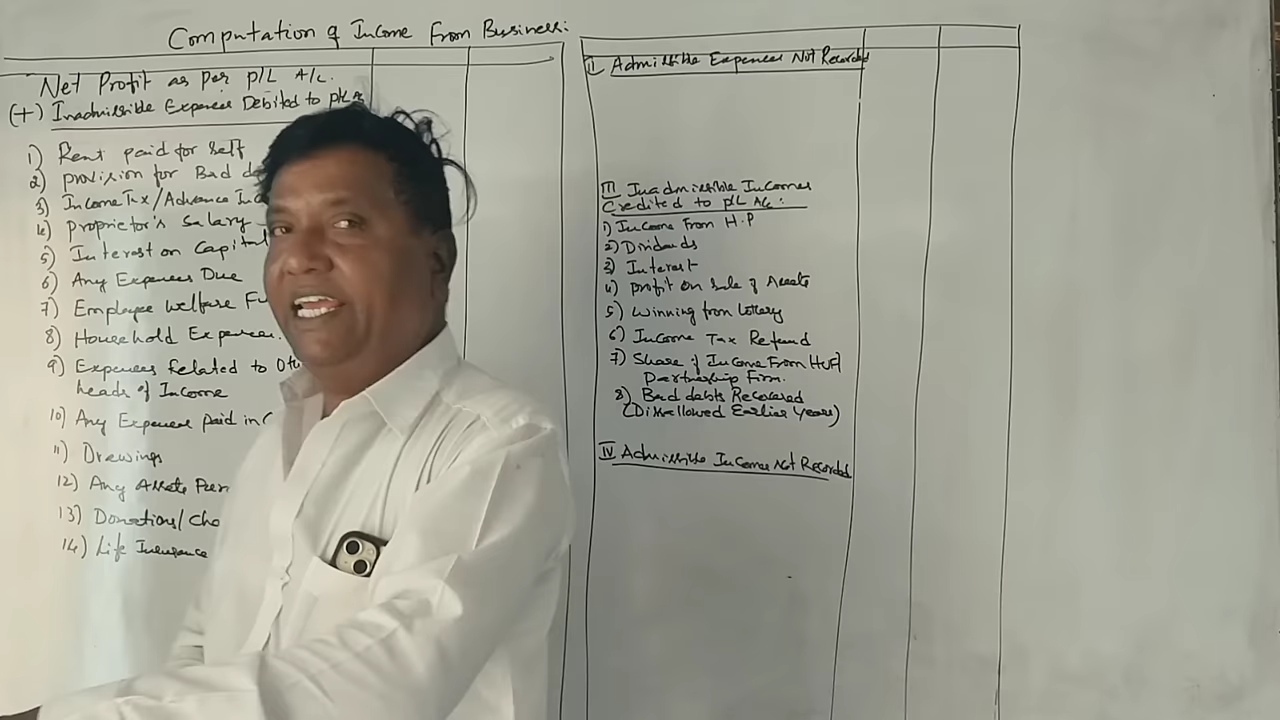 Computation of Income From Business:
Net Profit as per P/L A/c.
(+) Inadmissible Expenses Debited to P/L A/c
1) Rent paid for Self
2) Provision for Bad
3) Income Tax/Advance
4) Proprietor's Salary
5) Interest on Capital
6) Any Expenses Due
7) Employee Welfare
8) Household Expenses.
9) Expenses Related to
heads of Income
10) Any Expense paid in
11) Drawings
12) Any Assets
13) Donations/
14) Life Insurance
II Admissible Expenses Not Recorded
III Inadmissible Incomes
Credited to P/L A/c:
1) Income From H.P
2) Dividends
3) Interest
4) Profit on Sale of Assets
5) Winning from Lottery
6) Income Tax Refund
7) Share of Income From HUF/
Partnership Firm.
8) Bad debts Recovered
(Disallowed Earlier Years)
IV Admissible Incomes Not Recorded